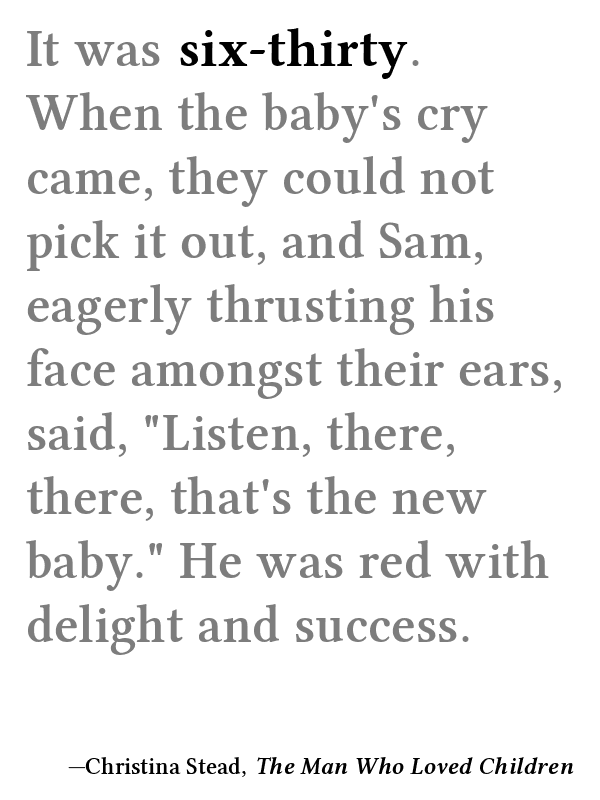 It was six-thirty.
When the baby's cry
came, they could not
pick it out, and Sam,
eagerly thrusting his
face amongst their ears,
said, "Listen, there,
there, that's the new
baby." He was red with
delight and success.
—Christina Stead, The Man Who Loved Children